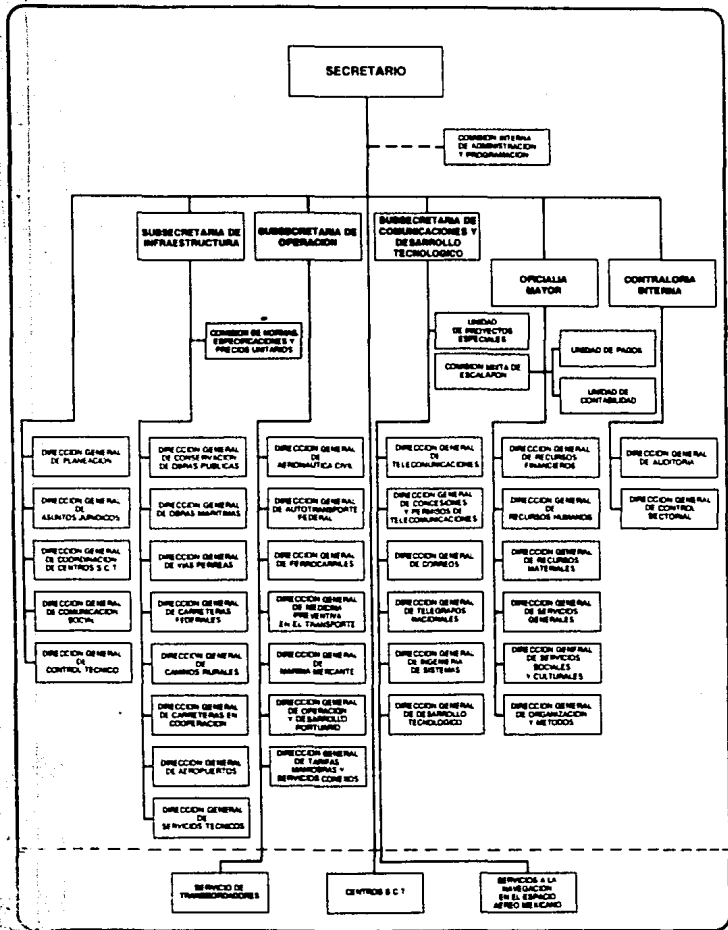 SECRETARIO
COMISION INTERNA
DE ADMINISTRACION
Y PROGRAMACION
SUBSECRETARIA DE
INFRAESTRUCTURA
SUBSECRETARIA DE
OPERACION
SUBSECRETARIA DE
COMUNICACIONES Y
DESARROLLO
TECNOLOGICO
OFICIALIA
MAYOR
CONTRALORIA
INTERNA
COMISION DE NORMAS,
ESPECIFICACIONES Y
PRECIOS UNITARIOS
UNIDAD
DE PROYECTOS
ESPECIALES
COMISION MIXTA DE
ESCALAFON
UNIDAD DE PAGOS
UNIDAD DE
CONTABILIDAD
DIRECCION GENERAL
DE PLANEACION
DIRECCION GENERAL
DE
ASUNTOS JURIDICOS
DIRECCION GENERAL
DE COORDINACION
DE CENTROS S C T
DIRECCION GENERAL
DE COMUNICACION
SOCIAL
DIRECCION GENERAL
DE
CONTROL TECNICO
DIRECCION GENERAL
DE CONSERVACION
DE OBRAS PUBLICAS
DIRECCION GENERAL
DE OBRAS MARITIMAS
DIRECCION GENERAL
DE VIAS FERREAS
DIRECCION GENERAL
DE CARRETERAS
FEDERALES
DIRECCION GENERAL
DE
CAMINOS RURALES
DIRECCION GENERAL
DE CARRETERAS EN
COOPERACION
DIRECCION GENERAL
DE AEROPUERTOS
DIRECCION GENERAL
DE
SERVICIOS TECNICOS
DIRECCION GENERAL
DE
AERONAUTICA CIVIL
DIRECCION GENERAL
DE AUTOTRANSPORTE
FEDERAL
DIRECCION GENERAL
DE FERROCARRILES
DIRECCION GENERAL
DE MEDICINA
PREVENTIVA
EN EL TRANSPORTE
DIRECCION GENERAL
DE
MARINA MERCANTE
DIRECCION GENERAL
DE OPERACION
Y DESARROLLO
PORTUARIO
DIRECCION GENERAL
DE TARIFAS
MANIOBRAS Y
SERVICIOS CONEXOS
DIRECCION GENERAL
DE
TELECOMUNICACIONES
DIRECCION GENERAL
DE CONCESIONES
Y PERMISOS DE
TELECOMUNICACIONES
DIRECCION GENERAL
DE CORREOS
DIRECCION GENERAL
DE TELEGRAFOS
NACIONALES
DIRECCION GENERAL
DE INGENIERIA
DE SISTEMAS
DIRECCION GENERAL
DE DESARROLLO
TECNOLOGICO
DIRECCION GENERAL
DE RECURSOS
FINANCIEROS
DIRECCION GENERAL
DE
RECURSOS HUMANOS
DIRECCION GENERAL
DE RECURSOS
MATERIALES
DIRECCION GENERAL
DE SERVICIOS
GENERALES
DIRECCION GENERAL
DE SERVICIOS
SOCIALES
Y CULTURALES
DIRECCION GENERAL
DE ORGANIZACION
Y METODOS
DIRECCION GENERAL
DE AUDITORIA
DIRECCION GENERAL
DE CONTROL
SECTORIAL
SERVICIO DE
TRANSBORDADORES
CENTROS S C T
SERVICIOS A LA
NAVEGACION
EN EL ESPACIO
AEREO MEXICANO